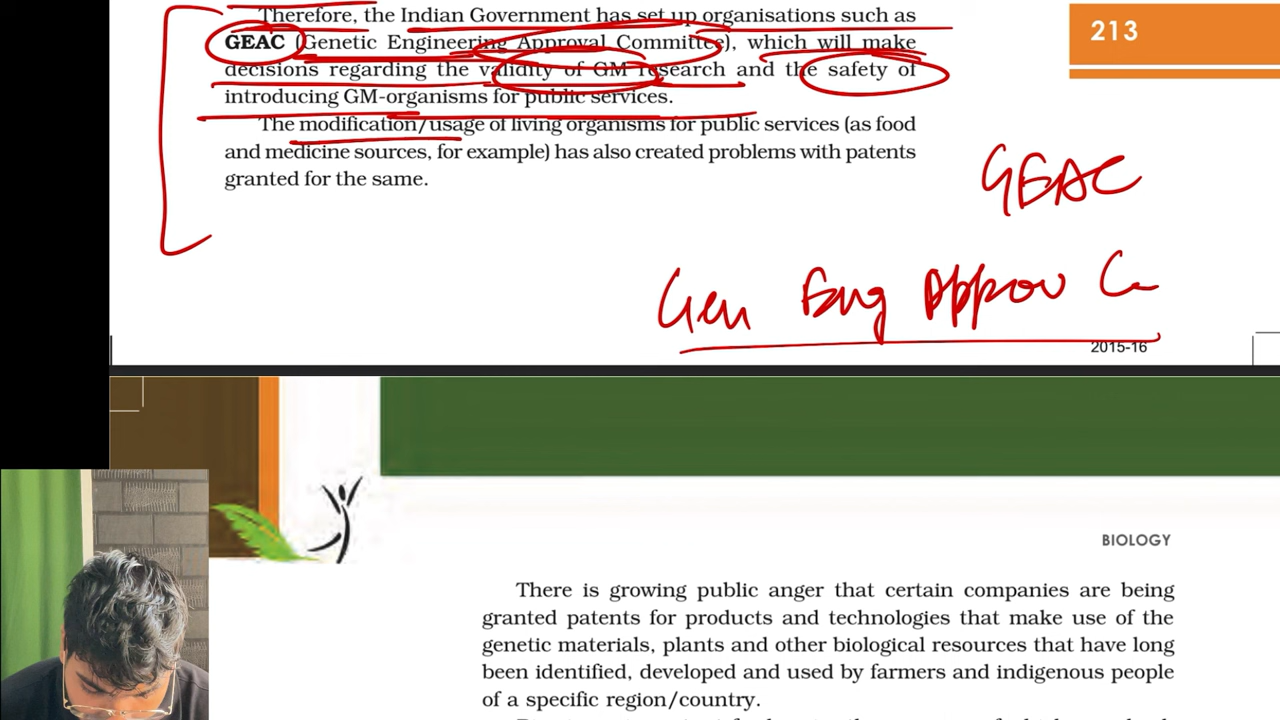 Therefore, the Indian Government has set up organisations such as
GEAC (Genetic Engineering Approval Committee), which will make
decisions regarding the validity of GM research and the safety of
introducing GM-organisms for public services.
The modification/usage of living organisms for public services (as food
and medicine sources, for example) has also created problems with patents
granted for the same.
213
GEAC
Gen Eng Approv
2015-16
BIOLOGY
There is growing public anger that certain companies are being
granted patents for products and technologies that make use of the
genetic materials, plants and other biological resources that have long
been identified, developed and used by farmers and indigenous people
of a specific region/country.